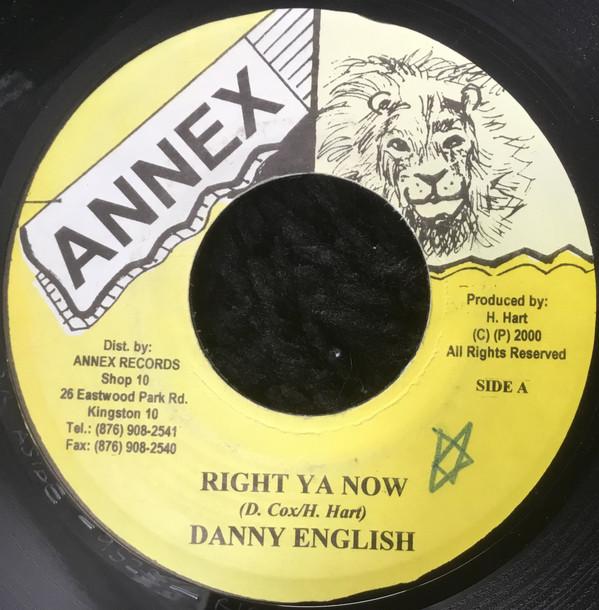 ANNEX
Dist. by:
ANNEX RECORDS
Shop 10
26 Eastwood Park Rd.
Kingston 10
Tel.: (876) 908-2541
Fax: (876) 908-2540
Produced by:
H. Hart
(C) (P) 2000
All Rights Reserved
SIDE A
RIGHT YA NOW
(D. Cox/H. Hart)
DANNY ENGLISH